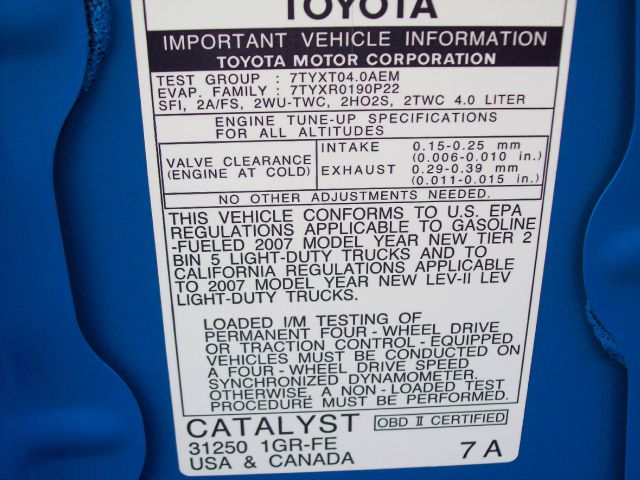 TOYOTA
IMPORTANT VEHICLE INFORMATION
TOYOTA MOTOR CORPORATION
TEST GROUP : 7TYXT04.0AEM
EVAP. FAMILY : 7TYXR0190P22
SFI, 2A/FS, 2WU-TWC, 2HO2S, 2TWC 4.0 LITER
ENGINE TUNE-UP SPECIFICATIONS
FOR ALL ALTITUDES
VALVE CLEARANCE
(ENGINE AT COLD)
INTAKE 0.15-0.25 mm
(0.006-0.010 in.)
EXHAUST 0.29-0.39 mm
(0.011-0.015 in.)
NO OTHER ADJUSTMENTS NEEDED.
THIS VEHICLE CONFORMS TO U.S. EPA
REGULATIONS APPLICABLE TO GASOLINE
-FUELED 2007 MODEL YEAR NEW TIER 2
BIN 5 LIGHT-DUTY TRUCKS AND TO
CALIFORNIA REGULATIONS APPLICABLE
TO 2007 MODEL YEAR NEW LEV-II LEV
LIGHT-DUTY TRUCKS.
LOADED I/M TESTING OF
PERMANENT FOUR-WHEEL DRIVE
OR TRACTION CONTROL-EQUIPPED
VEHICLES MUST BE CONDUCTED ON
A FOUR-WHEEL DRIVE SPEED
SYNCHRONIZED DYNAMOMETER.
OTHERWISE, A NON-LOADED TEST
PROCEDURE MUST BE PERFORMED.
CATALYST OBD II CERTIFIED
31250 1GR-FE 7A
USA & CANADA